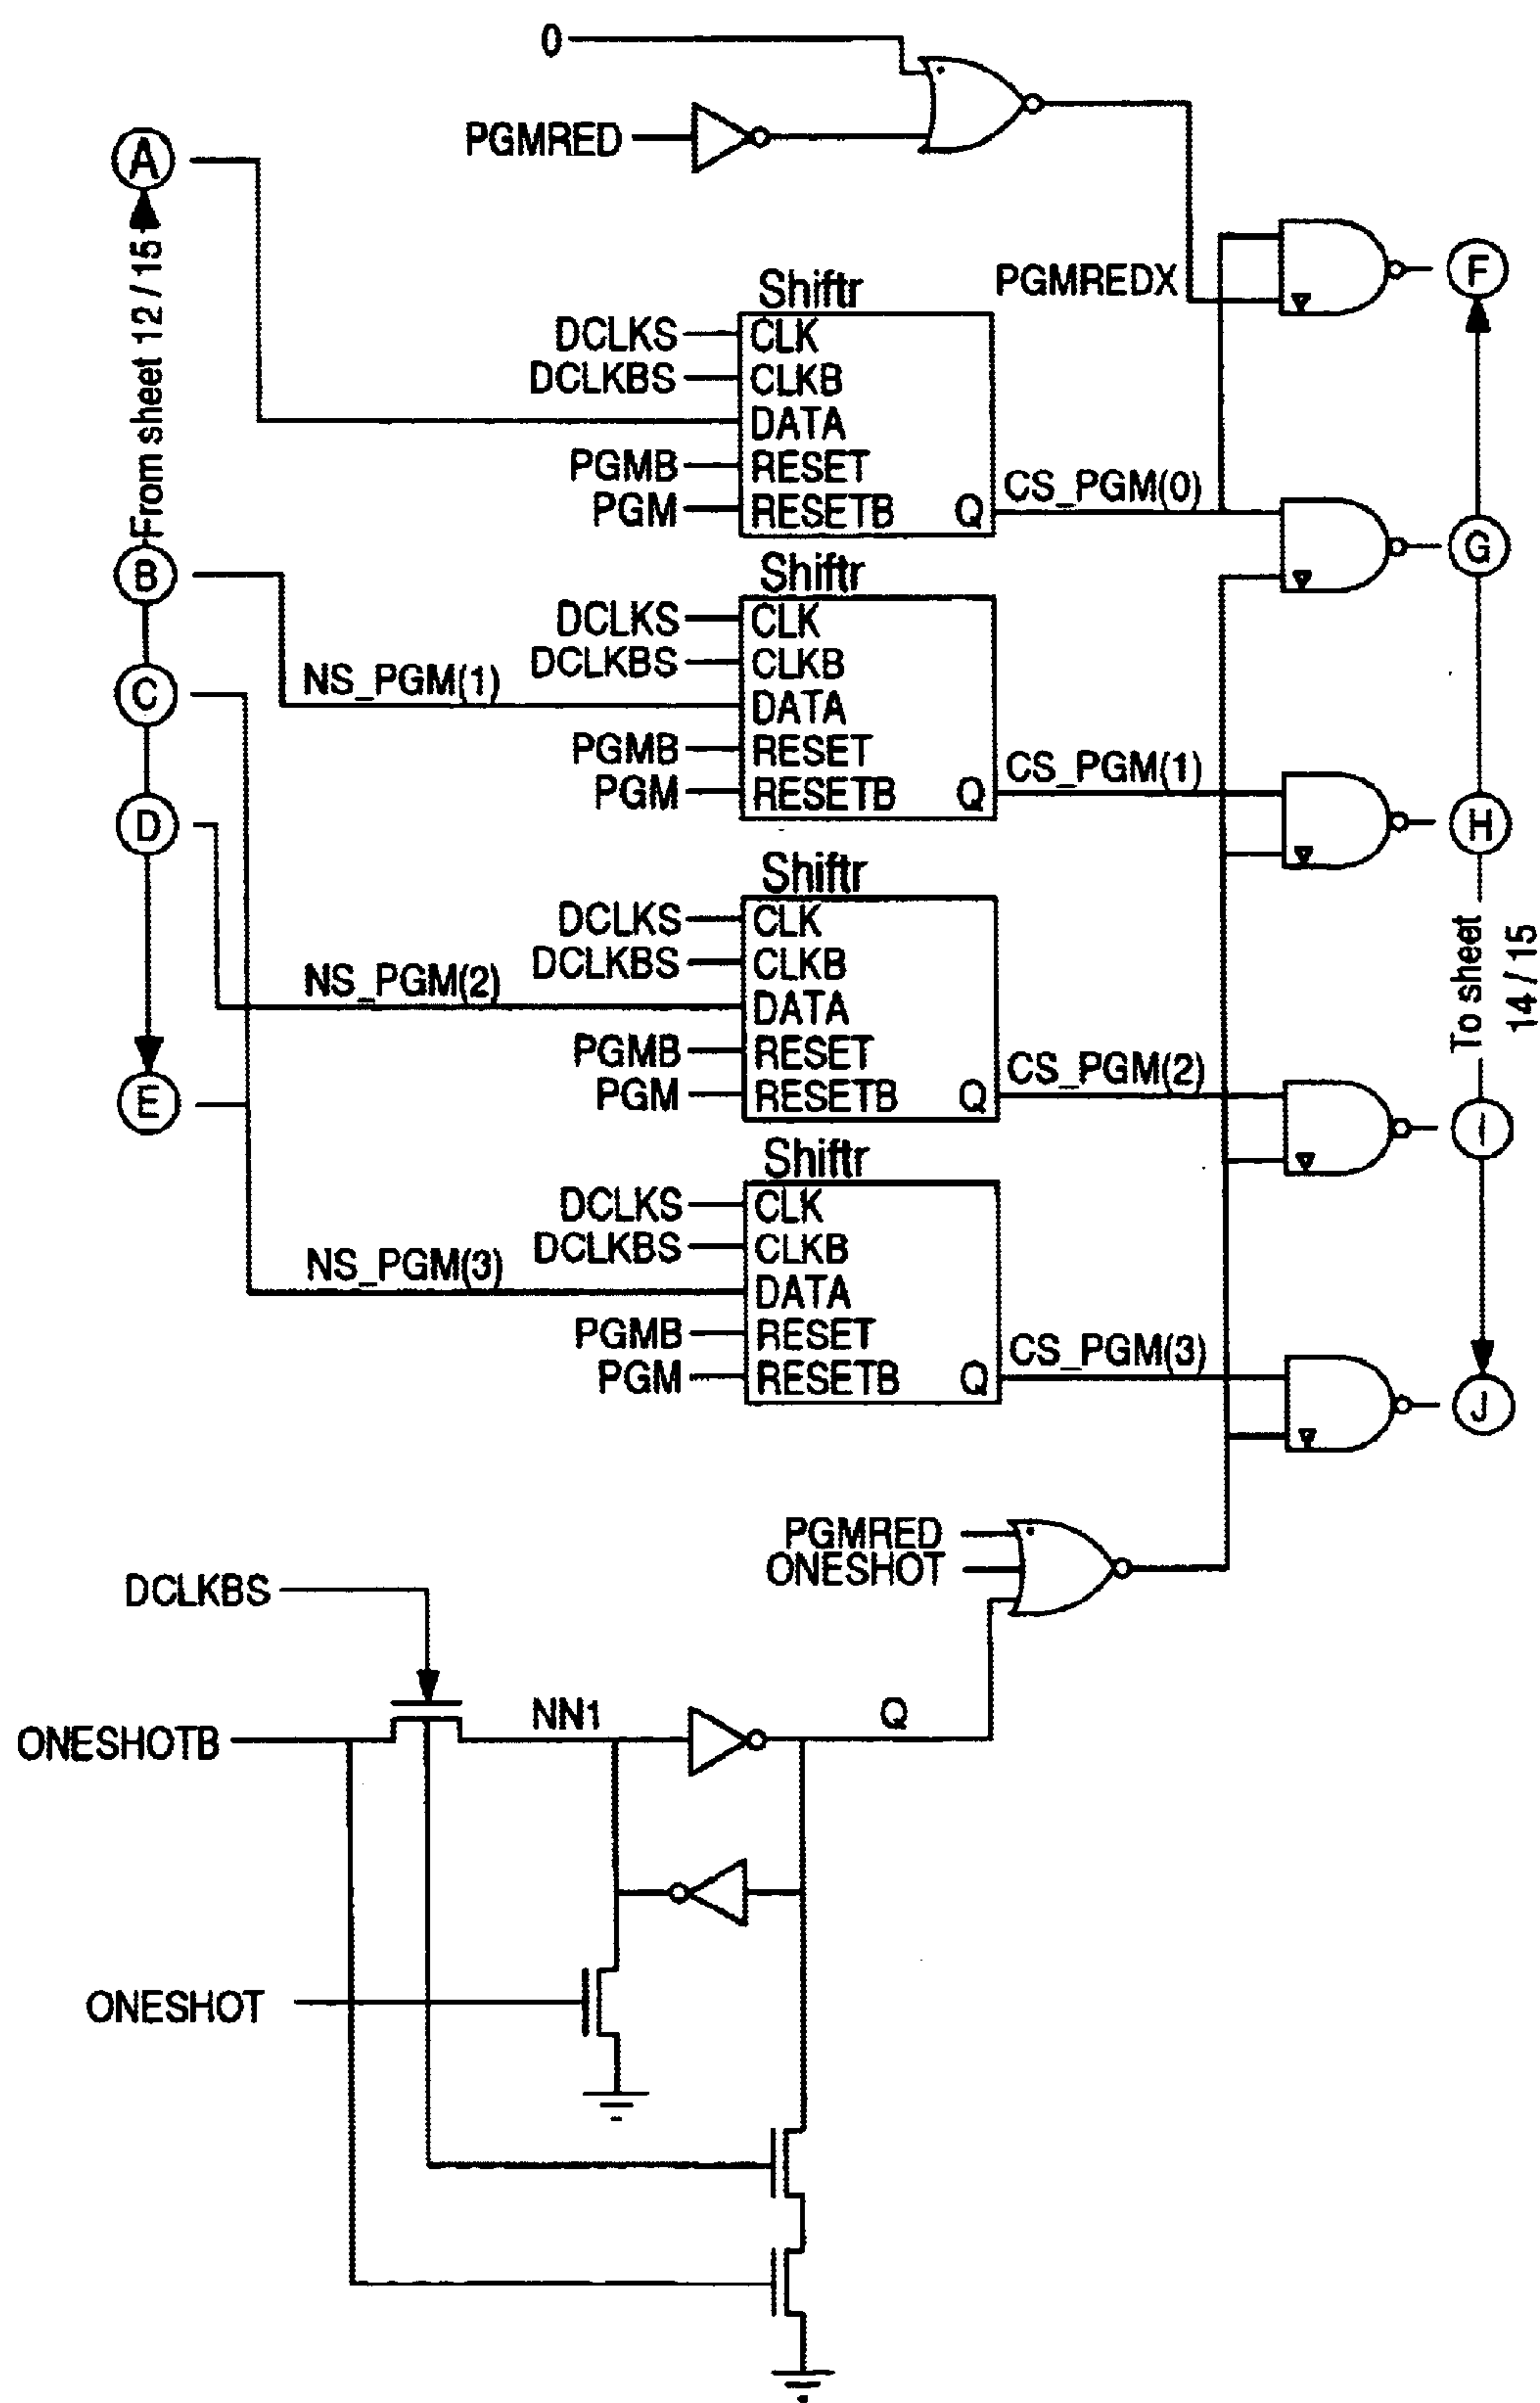 0
PGMRED
A
From sheet 12 / 15
PGMREDX
F
Shiftr
DCLKS CLK
DCLKBS CLKB
DATA
PGMB RESET
PGM RESETB Q CS_PGM(0)
G
B
Shiftr
DCLKS CLK
DCLKBS CLKB
C NS_PGM(1) DATA
PGMB RESET
PGM RESETB Q CS_PGM(1)
H
D
Shiftr
DCLKS CLK
DCLKBS CLKB
NS_PGM(2) DATA
PGMB RESET
PGM RESETB Q CS_PGM(2)
To sheet
14 / 15
E
I
Shiftr
DCLKS CLK
DCLKBS CLKB
NS_PGM(3) DATA
PGMB RESET
PGM RESETB Q CS_PGM(3)
J
PGMRED
ONESHOT
DCLKBS
ONESHOTB NN1 Q
ONESHOT